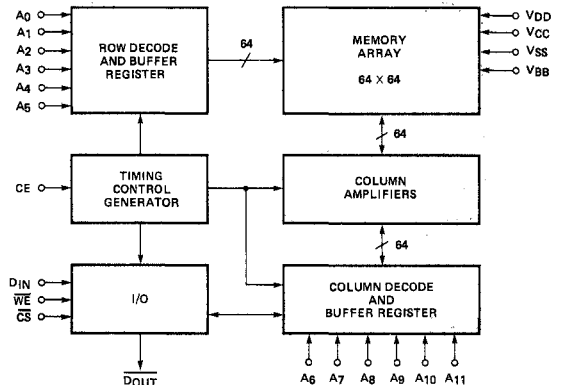 A0
A1
A2
A3
A4
A5
ROW DECODE
AND BUFFER
REGISTER
64
MEMORY
ARRAY
64 X 64
VDD
VCC
VSS
VBB
64
CE
TIMING
CONTROL
GENERATOR
COLUMN
AMPLIFIERS
64
DIN
WE
CS
I/O
COLUMN DECODE
AND
BUFFER REGISTER
DOUT
A6 A7 A8 A9 A10 A11